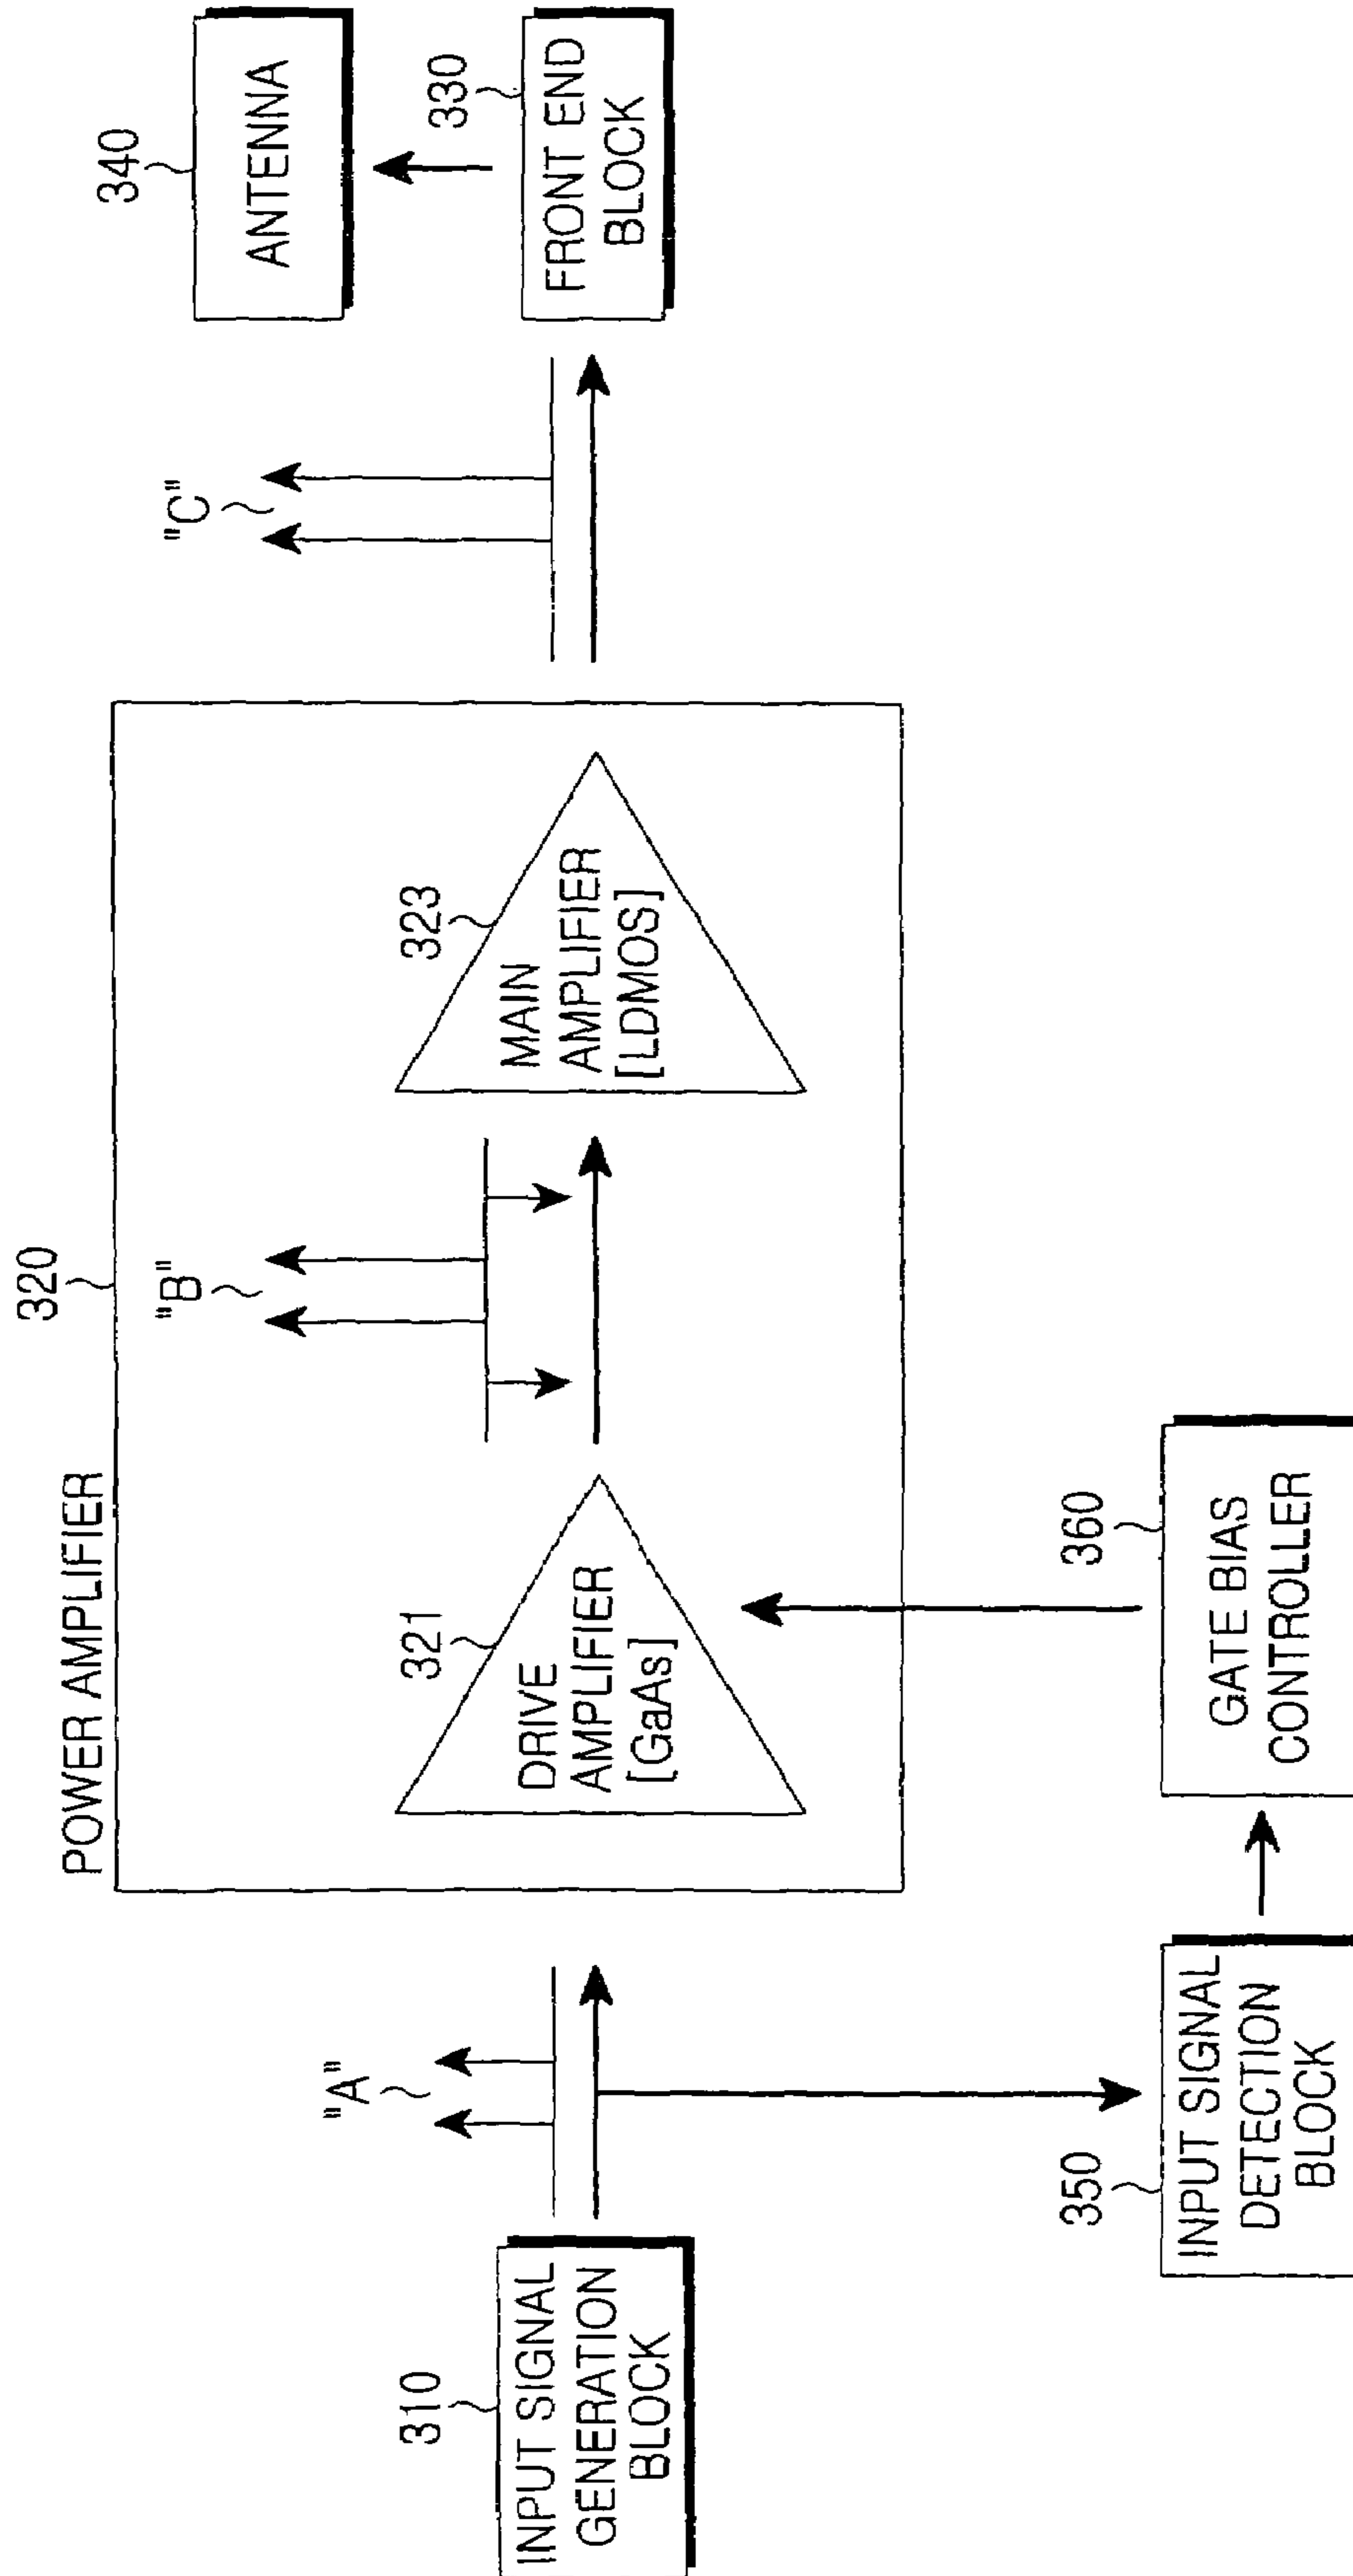 320
POWER AMPLIFIER
310
INPUT SIGNAL
GENERATION
BLOCK
"A"
321
DRIVE
AMPLIFIER
[GaAs]
"B"
323
MAIN
AMPLIFIER
[LDMOS]
"C"
340
ANTENNA
330
FRONT END
BLOCK
350
INPUT SIGNAL
DETECTION
BLOCK
360
GATE BIAS
CONTROLLER